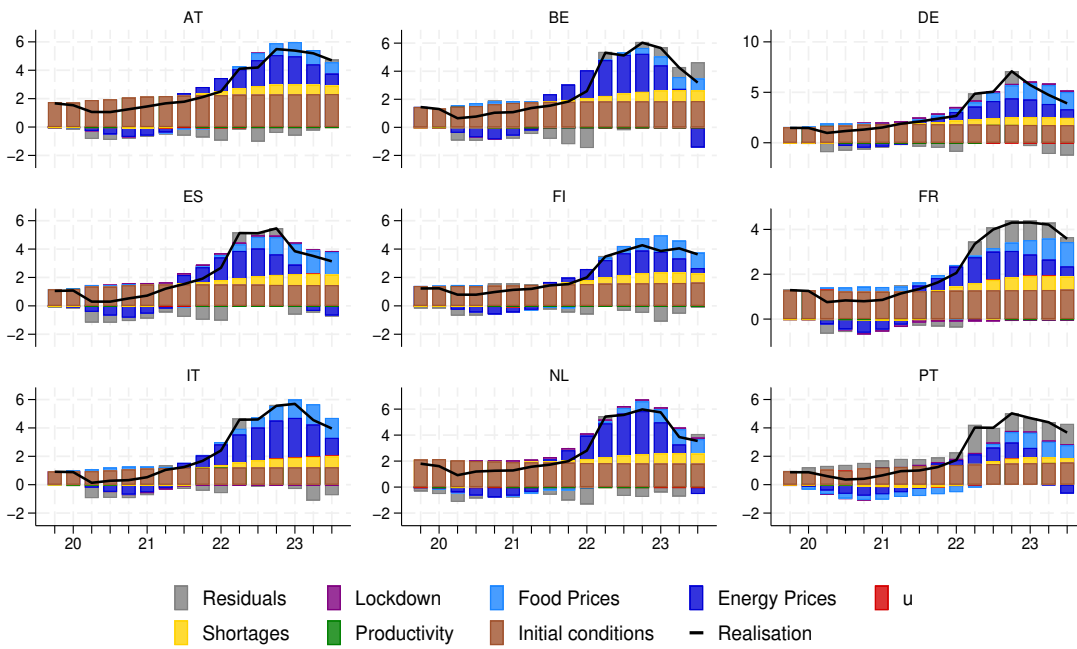 AT BE DE
6 4 2 0 −2
6 4 2 0 −2
10 5 0
ES FI FR
6 4 2 0 −2
6 4 2 0 −2
4 2 0
IT NL PT
6 4 2 0 −2
6 4 2 0 −2
6 4 2 0 −2
20 21 22 23 20 21 22 23 20 21 22 23
Residuals Lockdown Food Prices Energy Prices u
Shortages Productivity Initial conditions Realisation